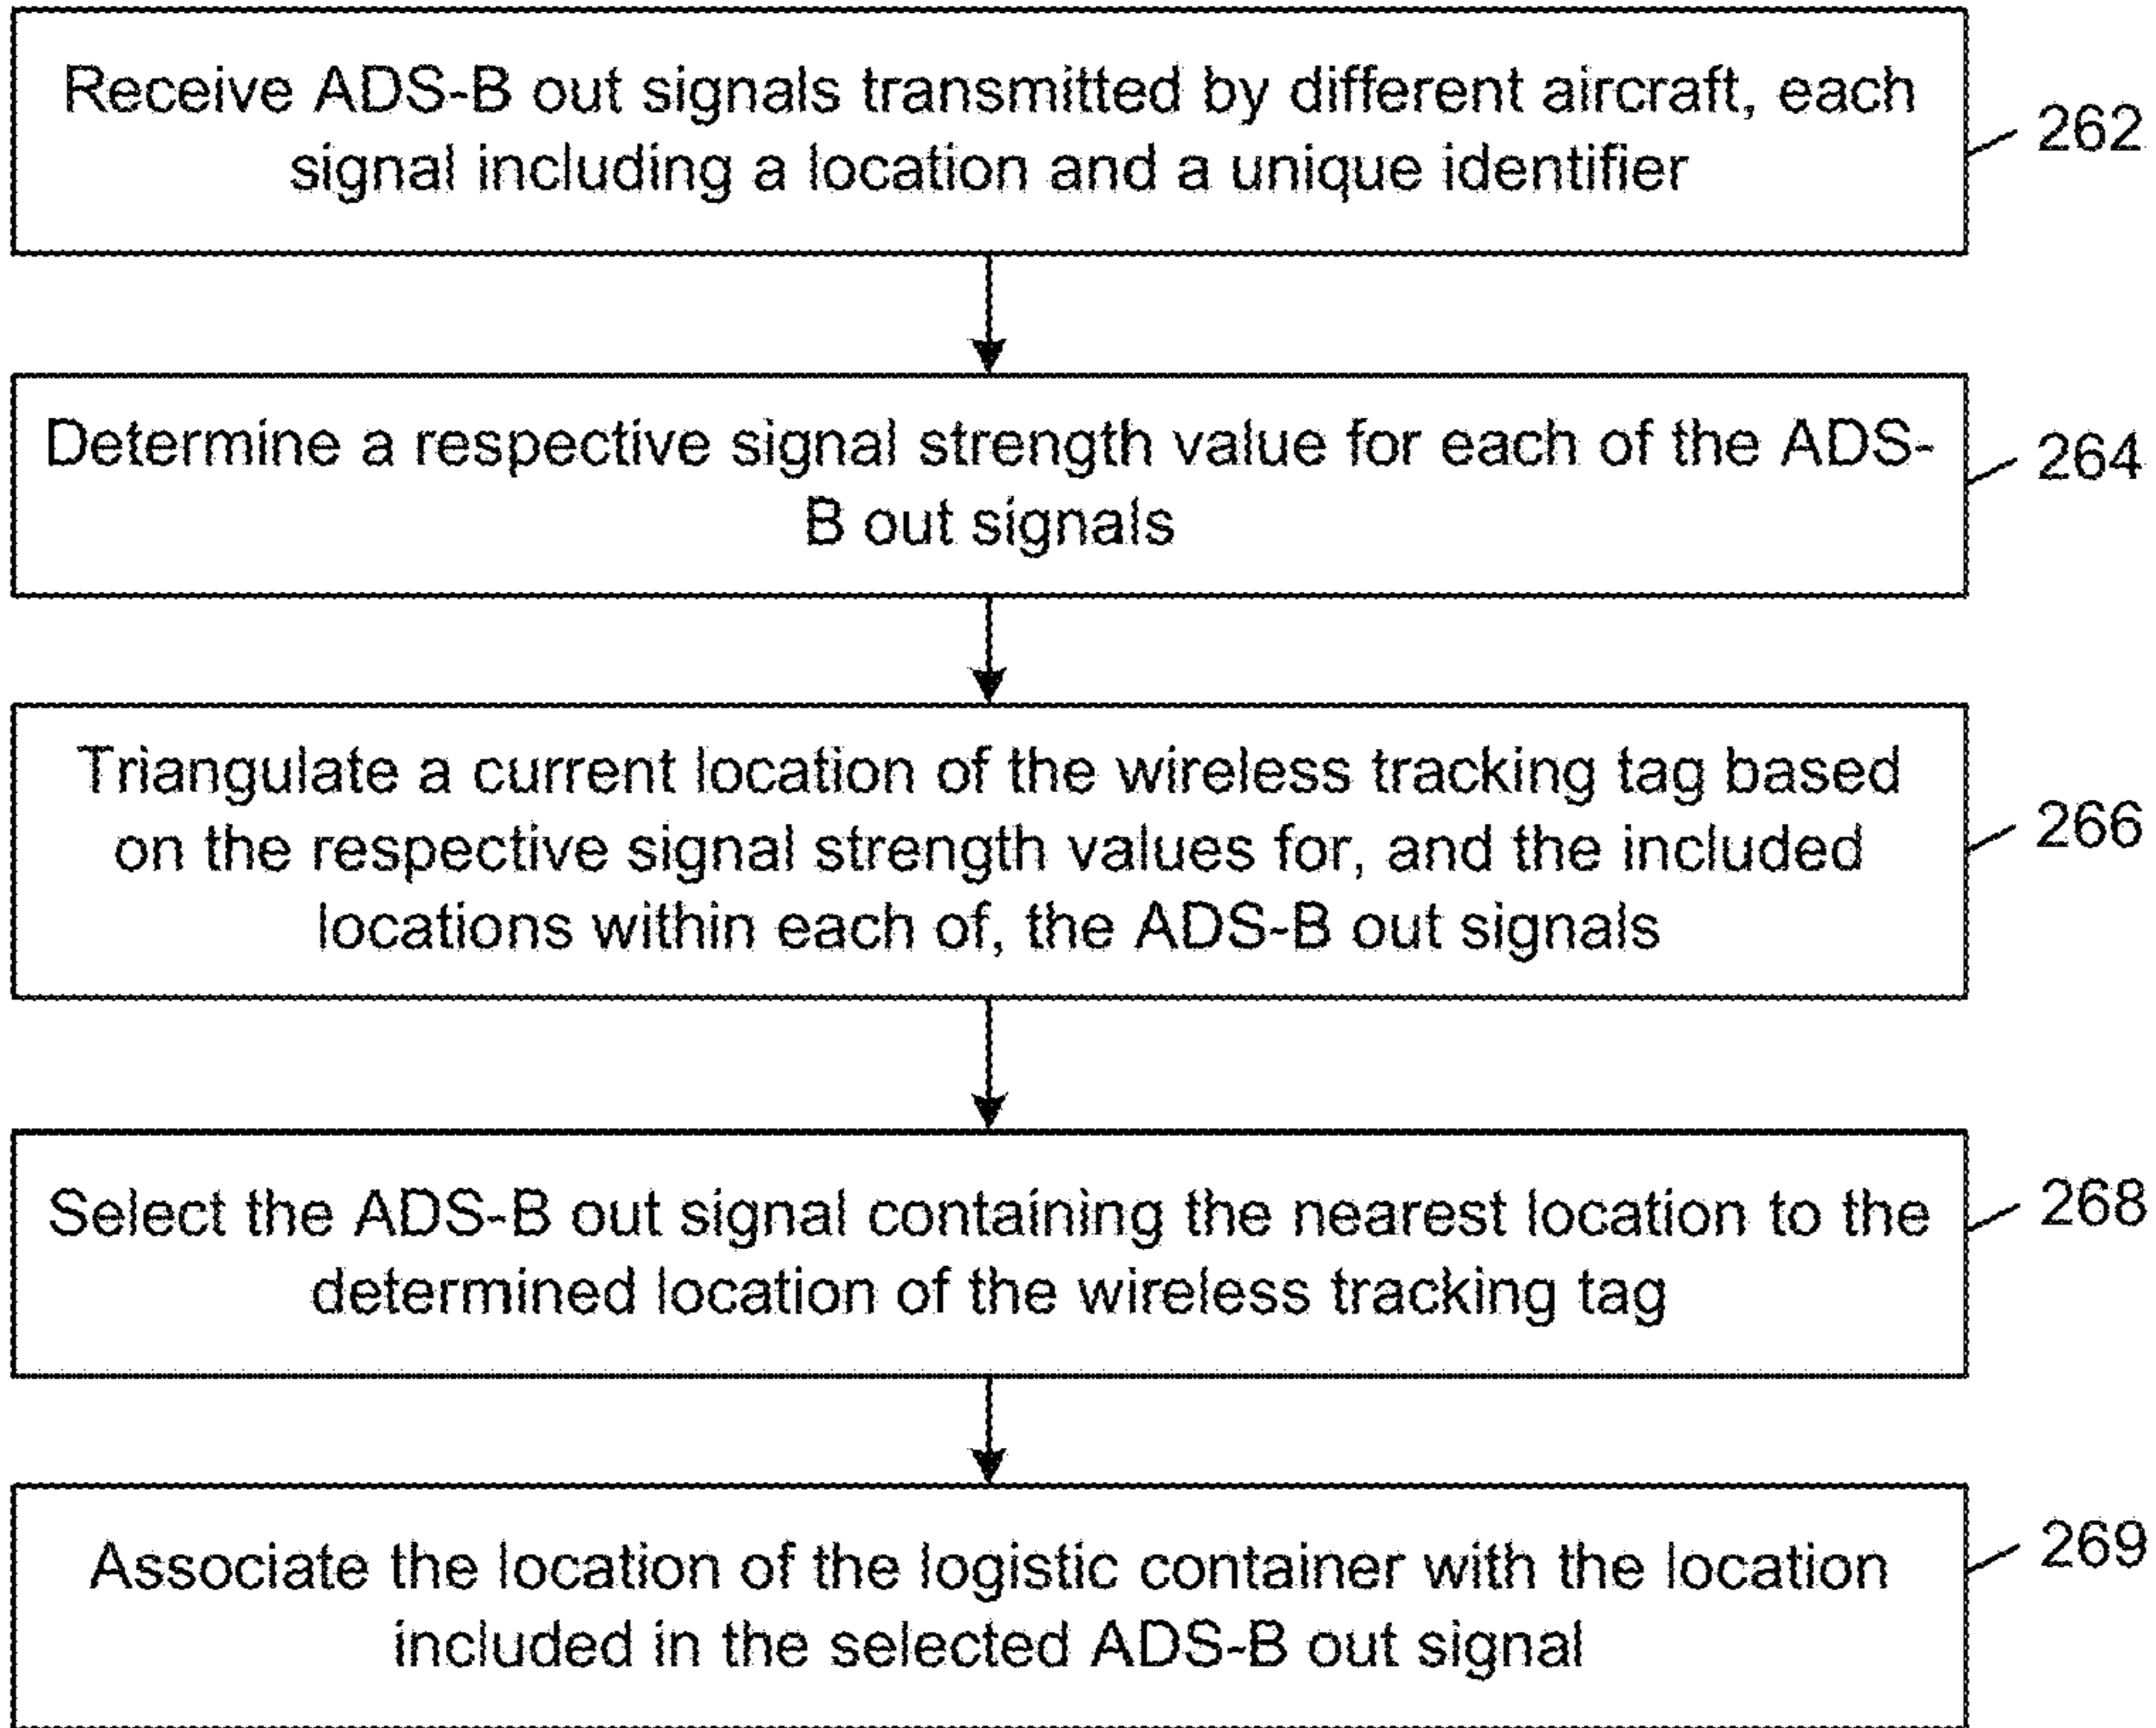 Receive ADS-B out signals transmitted by different aircraft, each
signal including a location and a unique identifier
262
Determine a respective signal strength value for each of the ADS-
B out signals
264
Triangulate a current location of the wireless tracking tag based
on the respective signal strength values for, and the included
locations within each of, the ADS-B out signals
266
Select the ADS-B out signal containing the nearest location to the
determined location of the wireless tracking tag
268
Associate the location of the logistic container with the location
included in the selected ADS-B out signal
269